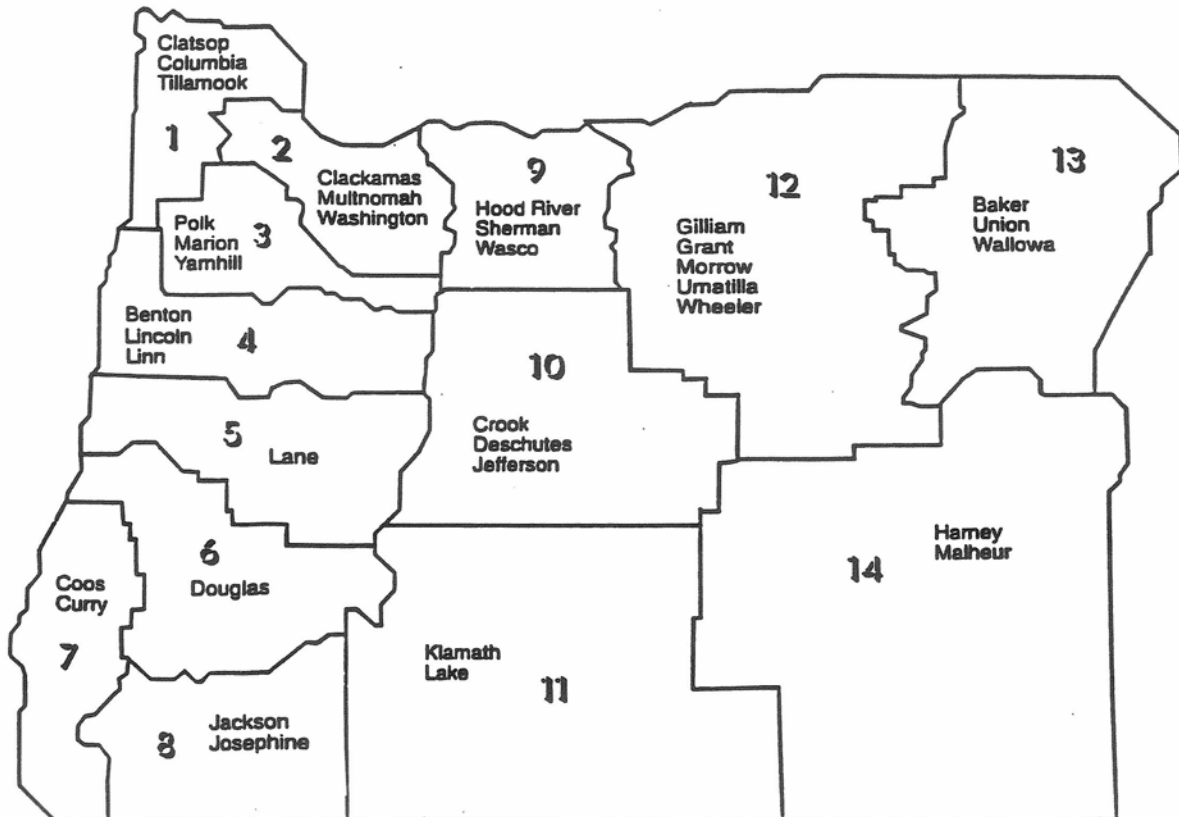 Clatsop
Columbia
Tillamook
1
2
Clackamas
Multnomah
Washington
Polk
Marion
Yamhill
3
Benton
Lincoln
Linn
4
5
Lane
6
Douglas
Coos
Curry
7
8
Jackson
Josephine
9
Hood River
Sherman
Wasco
10
Crook
Deschutes
Jefferson
Klamath
Lake
11
12
Gilliam
Grant
Morrow
Umatilla
Wheeler
13
Baker
Union
Wallowa
Harney
Malheur
14